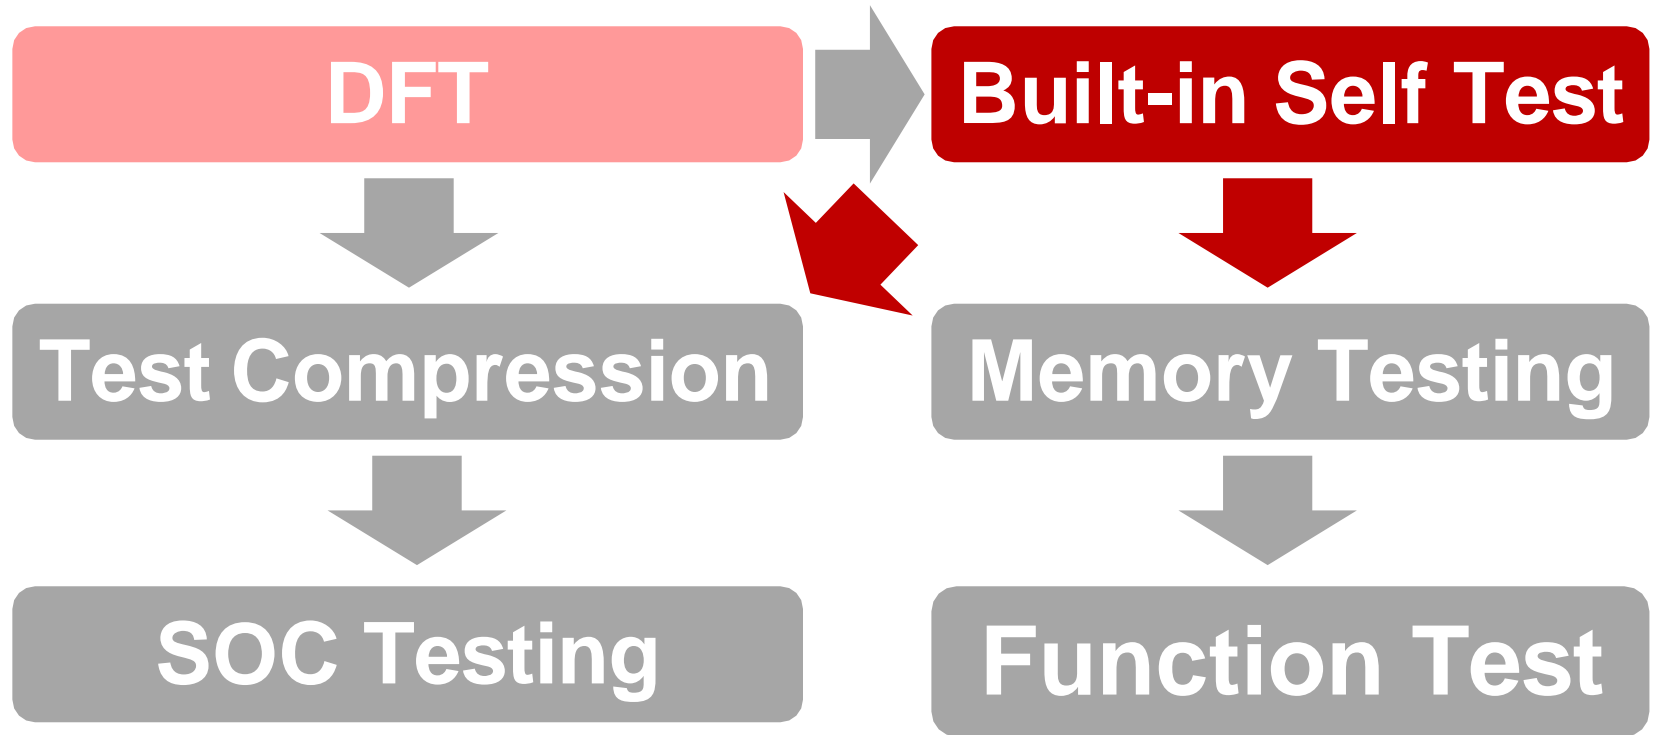 DFT
Built-in Self Test
Test Compression
Memory Testing
SOC Testing
Function Test